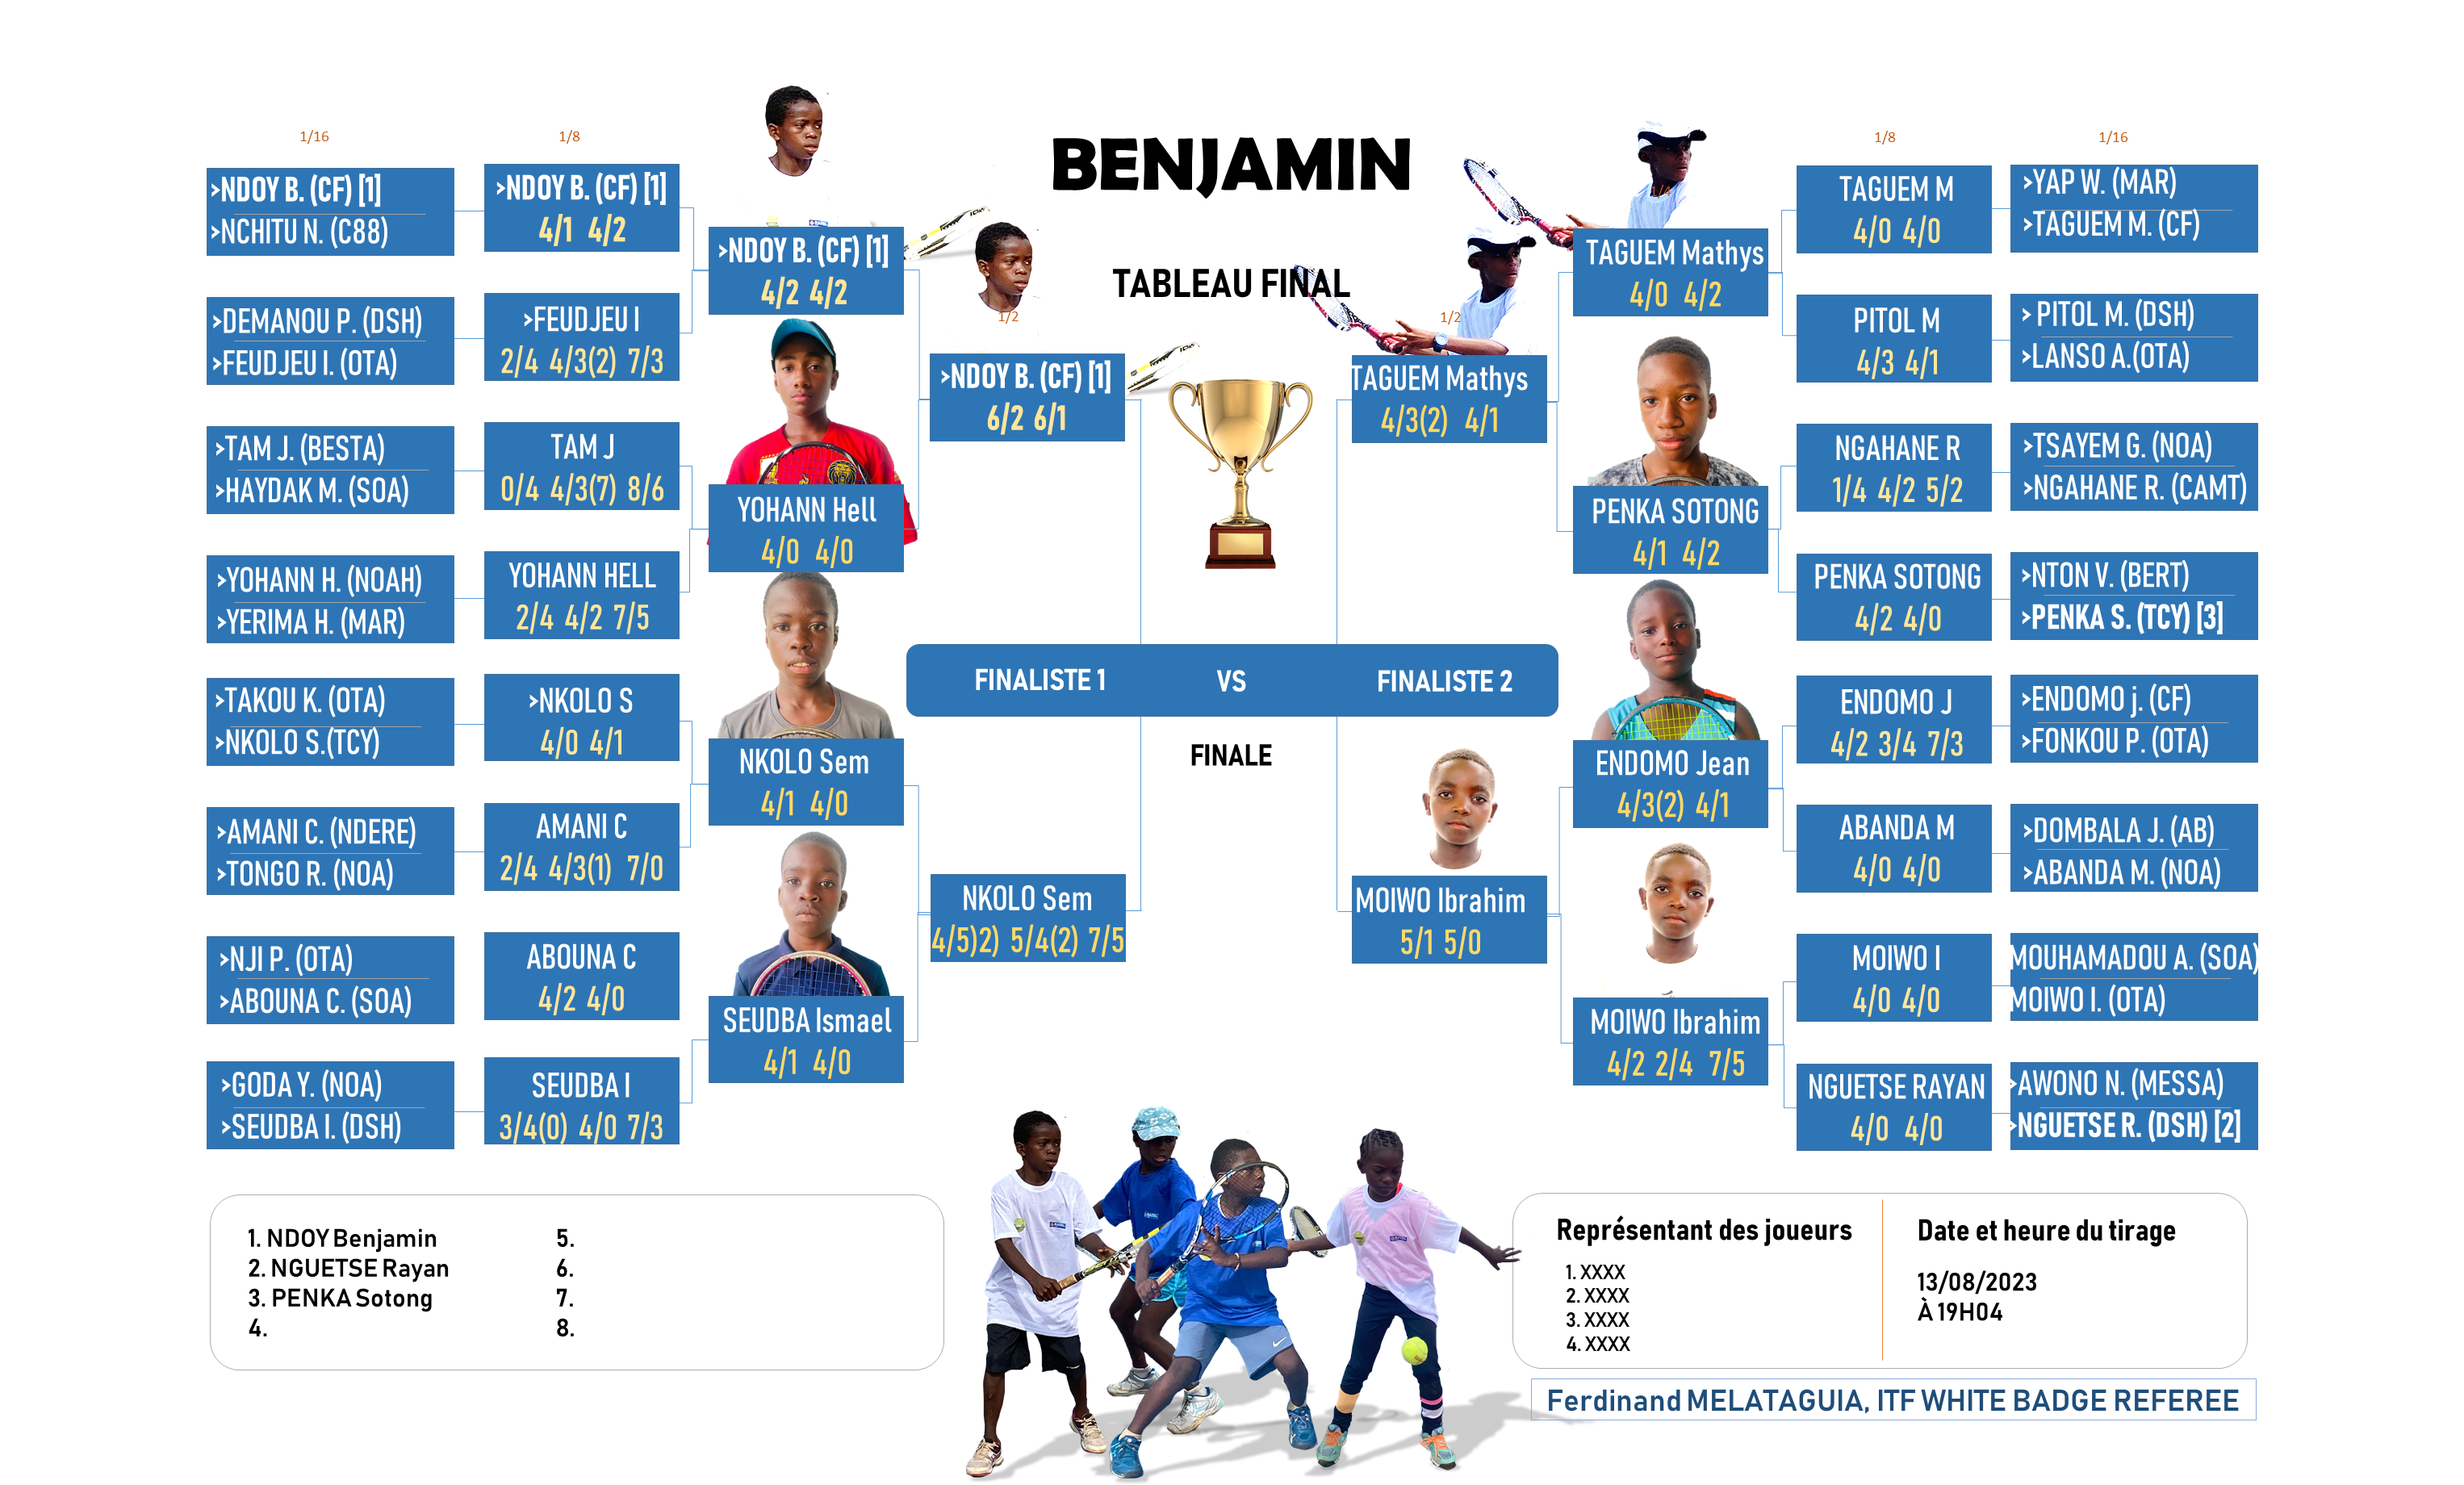 BENJAMIN
TABLEAU FINAL
1/16
>NDOY B. (CF) [1]
>NCHITU N. (C88)
>DEMANOU P. (DSH)
>FEUDJEU I. (OTA)
>TAM J. (BESTA)
>HAYDAK M. (SOA)
>YOHANN H. (NOAH)
>YERIMA H. (MAR)
>TAKOU K. (OTA)
>NKOLO S.(TCY)
>AMANI C. (NDERE)
>TONGO R. (NOA)
>NJI P. (OTA)
>ABOUNA C. (SOA)
>GODA Y. (NOA)
>SEUDBA I. (DSH)
1/8
>NDOY B. (CF) [1]
4/1 4/2
>FEUDJEU I
2/4 4/3(2) 7/3
TAM J
0/4 4/3(7) 8/6
YOHANN HELL
2/4 4/2 7/5
>NKOLO S
4/0 4/1
AMANI C
2/4 4/3(1) 7/0
ABOUNA C
4/2 4/0
SEUDBA I
3/4(0) 4/0 7/3
>NDOY B. (CF) [1]
4/2 4/2
YOHANN Hell
4/0 4/0
NKOLO Sem
4/1 4/0
SEUDBA Ismael
4/1 4/0
1/2
>NDOY B. (CF) [1]
6/2 6/1
NKOLO Sem
4/5)2) 5/4(2) 7/5
FINALISTE 1 VS FINALISTE 2
FINALE
1/2
TAGUEM Mathys
4/3(2) 4/1
MOIWO Ibrahim
5/1 5/0
1/4
TAGUEM Mathys
4/0 4/2
PENKA SOTONG
4/1 4/2
ENDOMO Jean
4/3(2) 4/1
MOIWO Ibrahim
4/2 2/4 7/5
1/8
TAGUEM M
4/0 4/0
PITOL M
4/3 4/1
NGAHANE R
1/4 4/2 5/2
PENKA SOTONG
4/2 4/0
ENDOMO J
4/2 3/4 7/3
ABANDA M
4/0 4/0
MOIWO I
4/0 4/0
NGUETSE RAYAN
4/0 4/0
1/16
>YAP W. (MAR)
>TAGUEM M. (CF)
> PITOL M. (DSH)
>LANSO A.(OTA)
>TSAYEM G. (NOA)
>NGAHANE R. (CAMT)
>NTON V. (BERT)
>PENKA S. (TCY) [3]
>ENDOMO j. (CF)
>FONKOU P. (OTA)
>DOMBALA J. (AB)
>ABANDA M. (NOA)
MOUHAMADOU A. (SOA)
MOIWO I. (OTA)
>AWONO N. (MESSA)
>NGUETSE R. (DSH) [2]
1. NDOY Benjamin
2. NGUETSE Rayan
3. PENKA Sotong
4.
5.
6.
7.
8.
Représentant des joueurs
1. XXXX
2. XXXX
3. XXXX
4. XXXX
Date et heure du tirage
13/08/2023
À 19H04
Ferdinand MELATAGUIA, ITF WHITE BADGE REFEREE